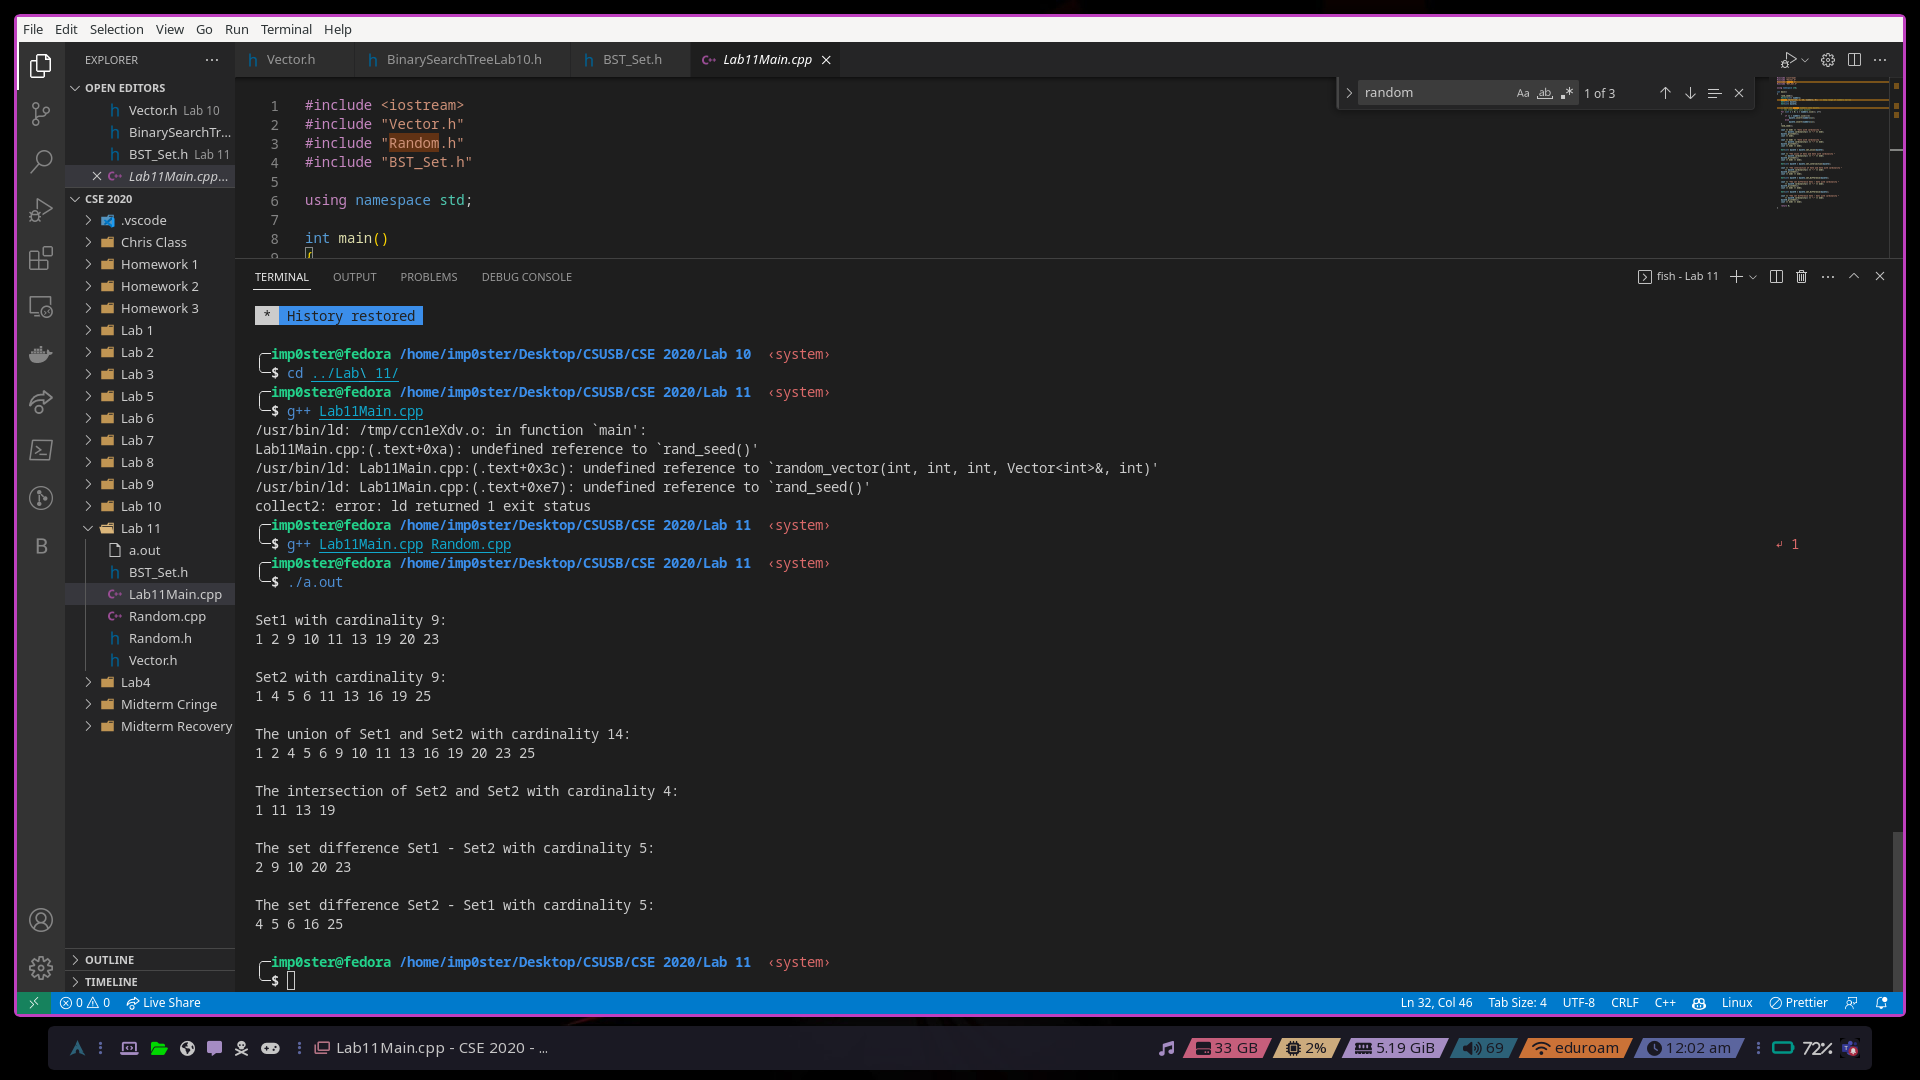 File Edit Selection View Go Run Terminal Help
EXPLORER
OPEN EDITORS
Vector.h Lab 10
BinarySearchTr...
BST_Set.h Lab 11
Lab11Main.cpp...
CSE 2020
.vscode
Chris Class
Homework 1
Homework 2
Homework 3
Lab 1
Lab 2
Lab 3
Lab 5
Lab 6
Lab 7
Lab 8
Lab 9
Lab 10
Lab 11
a.out
BST_Set.h
Lab11Main.cpp
Random.cpp
Random.h
Vector.h
Lab4
Midterm Cringe
Midterm Recovery
OUTLINE
TIMELINE
Vector.h BinarySearchTreeLab10.h BST_Set.h Lab11Main.cpp
random Aa ab 1 of 3
1 #include <iostream>
2 #include "Vector.h"
3 #include "Random.h"
4 #include "BST_Set.h"
5
6 using namespace std;
7
8 int main()
9 {
TERMINAL OUTPUT PROBLEMS DEBUG CONSOLE fish - Lab 11
* History restored
imp0ster@fedora /home/imp0ster/Desktop/CSUSB/CSE 2020/Lab 10 ‹system›
$ cd ../Lab\ 11/
imp0ster@fedora /home/imp0ster/Desktop/CSUSB/CSE 2020/Lab 11 ‹system›
$ g++ Lab11Main.cpp
/usr/bin/ld: /tmp/ccn1eXdv.o: in function `main':
Lab11Main.cpp:(.text+0xa): undefined reference to `rand_seed()'
/usr/bin/ld: Lab11Main.cpp:(.text+0x3c): undefined reference to `random_vector(int, int, int, Vector<int>&, int)'
/usr/bin/ld: Lab11Main.cpp:(.text+0xe7): undefined reference to `rand_seed()'
collect2: error: ld returned 1 exit status
imp0ster@fedora /home/imp0ster/Desktop/CSUSB/CSE 2020/Lab 11 ‹system›
$ g++ Lab11Main.cpp Random.cpp ↲ 1
imp0ster@fedora /home/imp0ster/Desktop/CSUSB/CSE 2020/Lab 11 ‹system›
$ ./a.out
Set1 with cardinality 9:
1 2 9 10 11 13 19 20 23
Set2 with cardinality 9:
1 4 5 6 11 13 16 19 25
The union of Set1 and Set2 with cardinality 14:
1 2 4 5 6 9 10 11 13 16 19 20 23 25
The intersection of Set2 and Set2 with cardinality 4:
1 11 13 19
The set difference Set1 - Set2 with cardinality 5:
2 9 10 20 23
The set difference Set2 - Set1 with cardinality 5:
4 5 6 16 25
imp0ster@fedora /home/imp0ster/Desktop/CSUSB/CSE 2020/Lab 11 ‹system›
$
0 0 Live Share Ln 32, Col 46 Tab Size: 4 UTF-8 CRLF C++ Linux Prettier
Lab11Main.cpp - CSE 2020 - ... 33 GB 2% 5.19 GiB 69 eduroam 12:02 am 72%